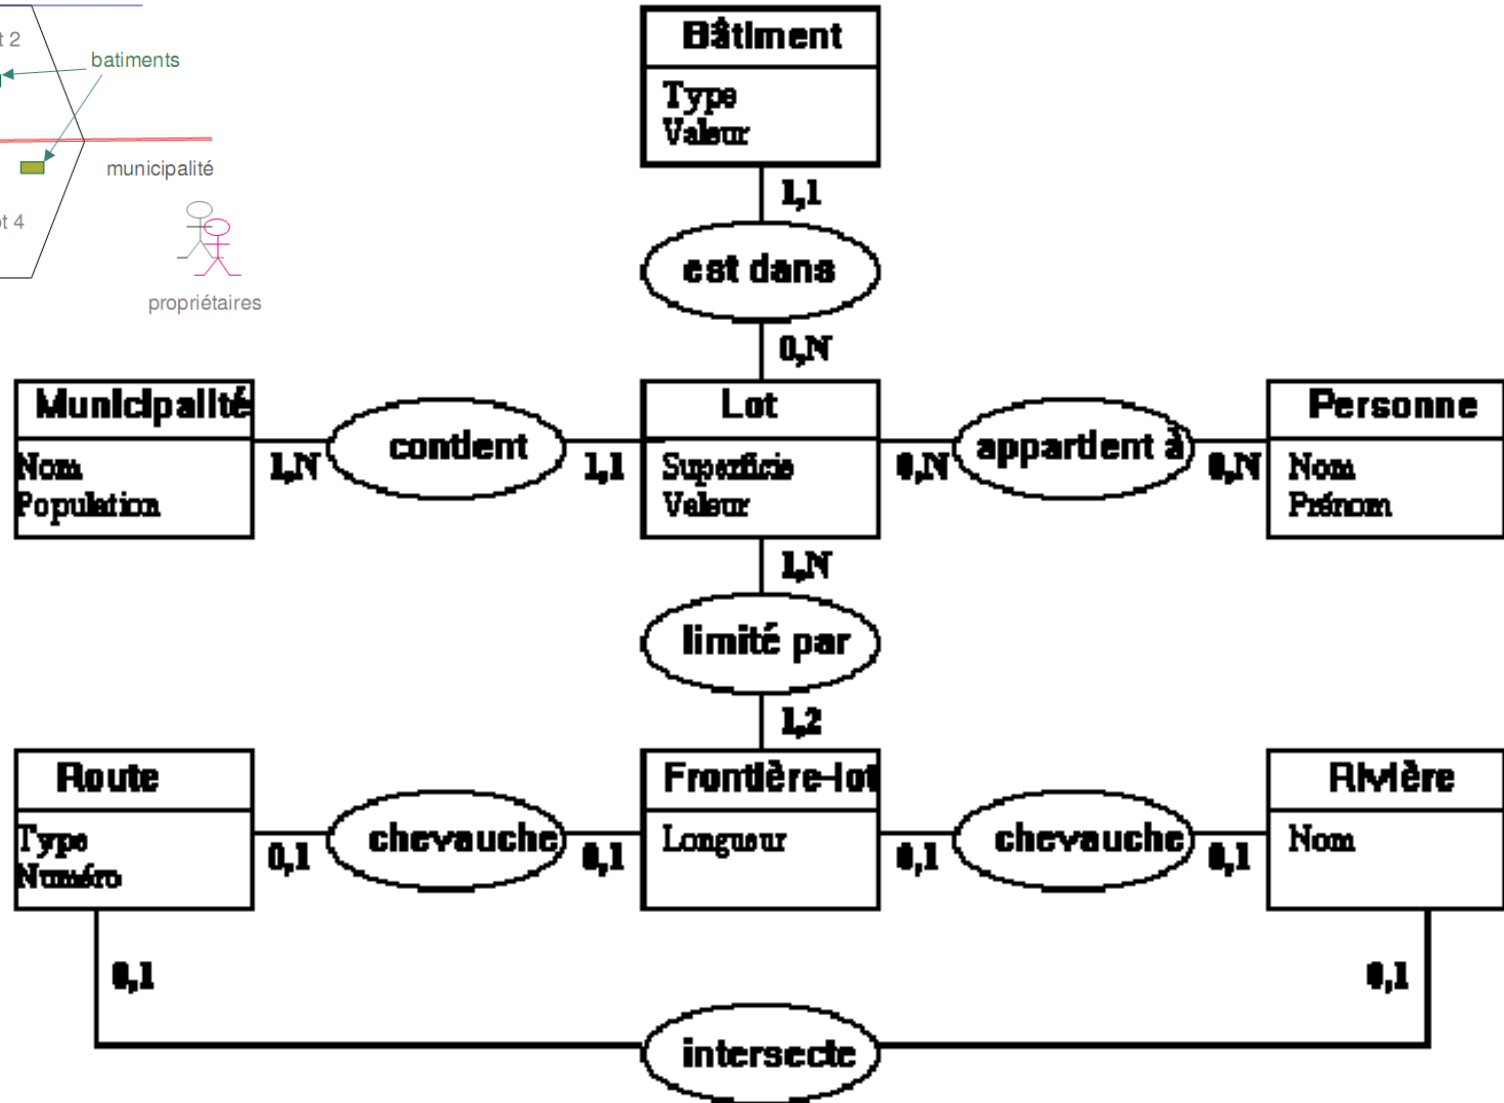 t 2
batiments
municipalité
ot 4
propriétaires
Bâtiment
Type
Valeur
1,1
est dans
0,N
Municipalité
Nom
Population
1,N
contient
1,1
Lot
Superficie
Valeur
0,N
appartient à
0,N
Personne
Nom
Prénom
1,N
limité par
1,2
Route
Type
Numéro
0,1
chevauche
0,1
Frontière-lot
Longueur
0,1
chevauche
0,1
Rivière
Nom
0,1
0,1
intersecte